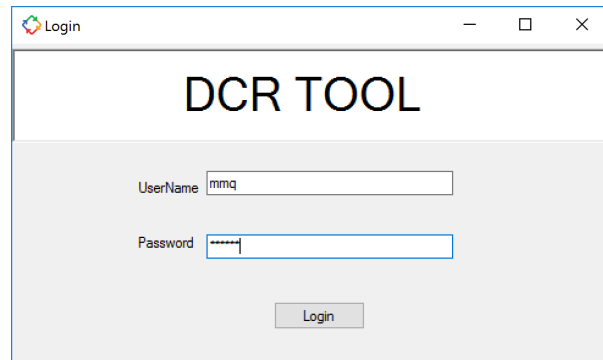 Login
DCR TOOL
UserName mmq
Password ******
Login